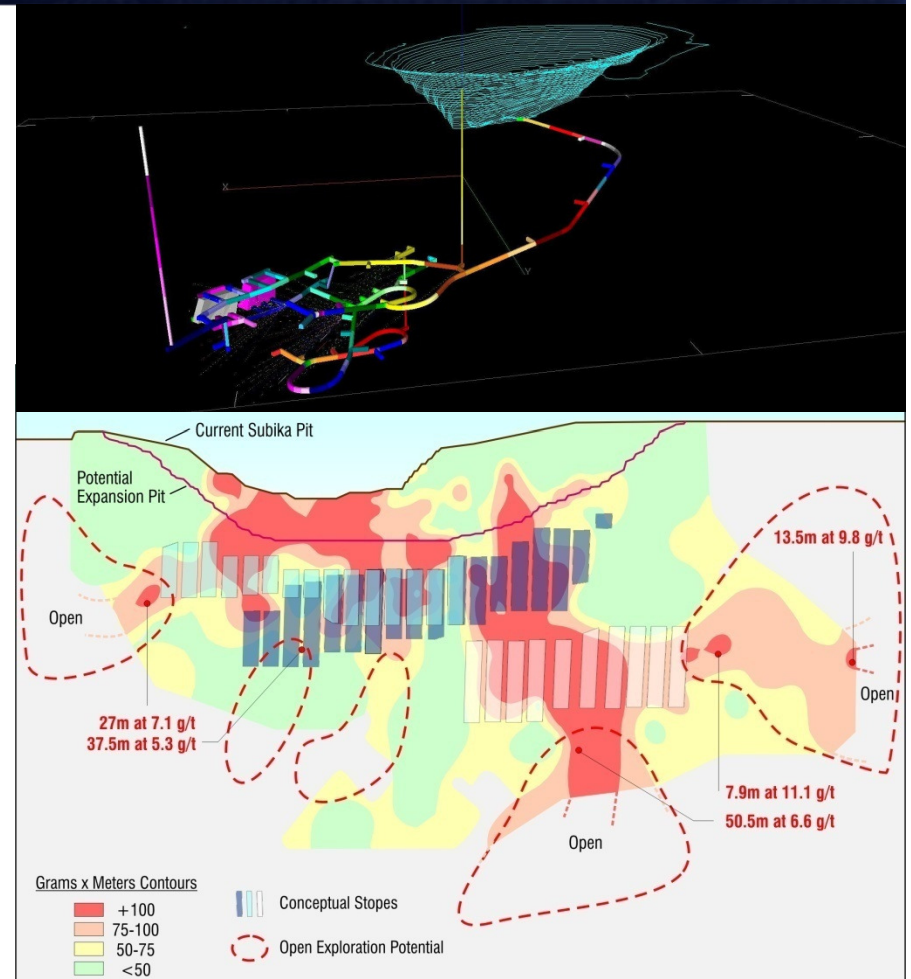 X
Y
Current Subika Pit
Potential
Expansion Pit
13.5m at 9.8 g/t
Open
Open
27m at 7.1 g/t
37.5m at 5.3 g/t
7.9m at 11.1 g/t
50.5m at 6.6 g/t
Open
Grams x Meters Contours
+100
75-100
50-75
<50
Conceptual Stopes
Open Exploration Potential